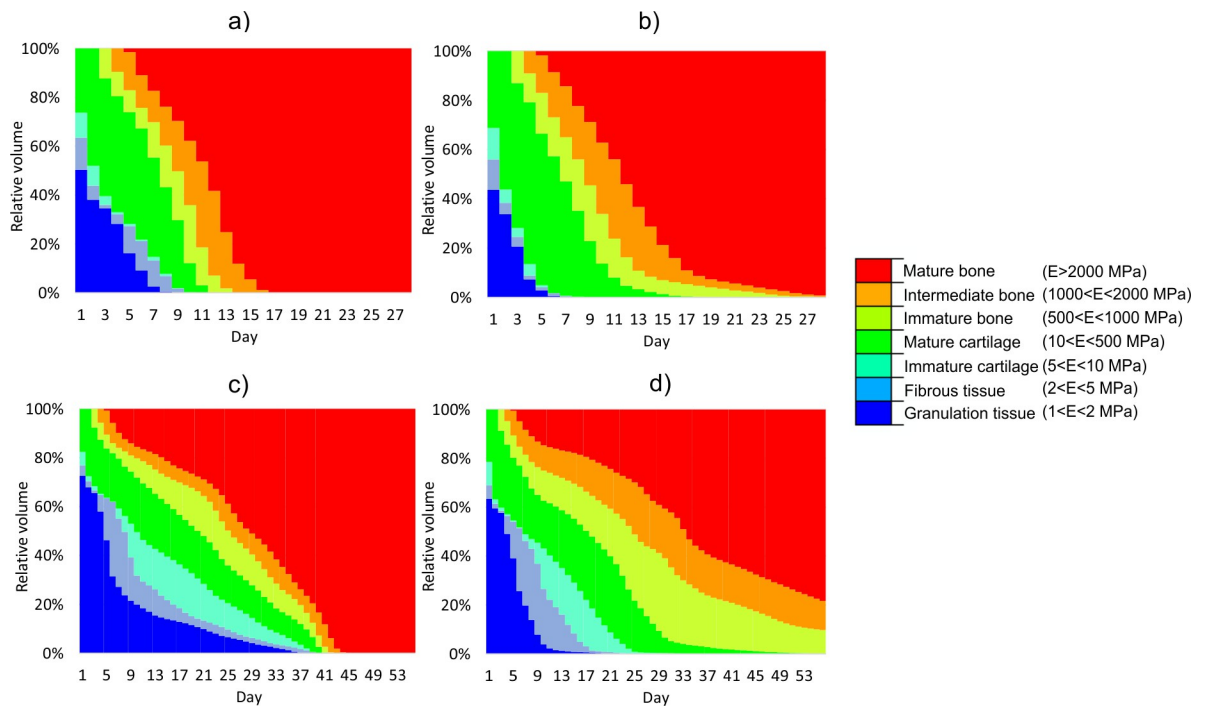 a)
100%
80%
60%
40%
20%
0%
Relative volume
1 3 5 7 9 11 13 15 17 19 21 23 25 27
Day
b)
100%
80%
60%
40%
20%
0%
Relative volume
1 3 5 7 9 11 13 15 17 19 21 23 25 27
Day
Mature bone (E>2000 MPa)
Intermediate bone (1000<E<2000 MPa)
Immature bone (500<E<1000 MPa)
Mature cartilage (10<E<500 MPa)
Immature cartilage (5<E<10 MPa)
Fibrous tissue (2<E<5 MPa)
Granulation tissue (1<E<2 MPa)
c)
100%
80%
60%
40%
20%
0%
Relative volume
1 5 9 13 17 21 25 29 33 37 41 45 49 53
Day
d)
100%
80%
60%
40%
20%
0%
Relative volume
1 5 9 13 17 21 25 29 33 37 41 45 49 53
Day